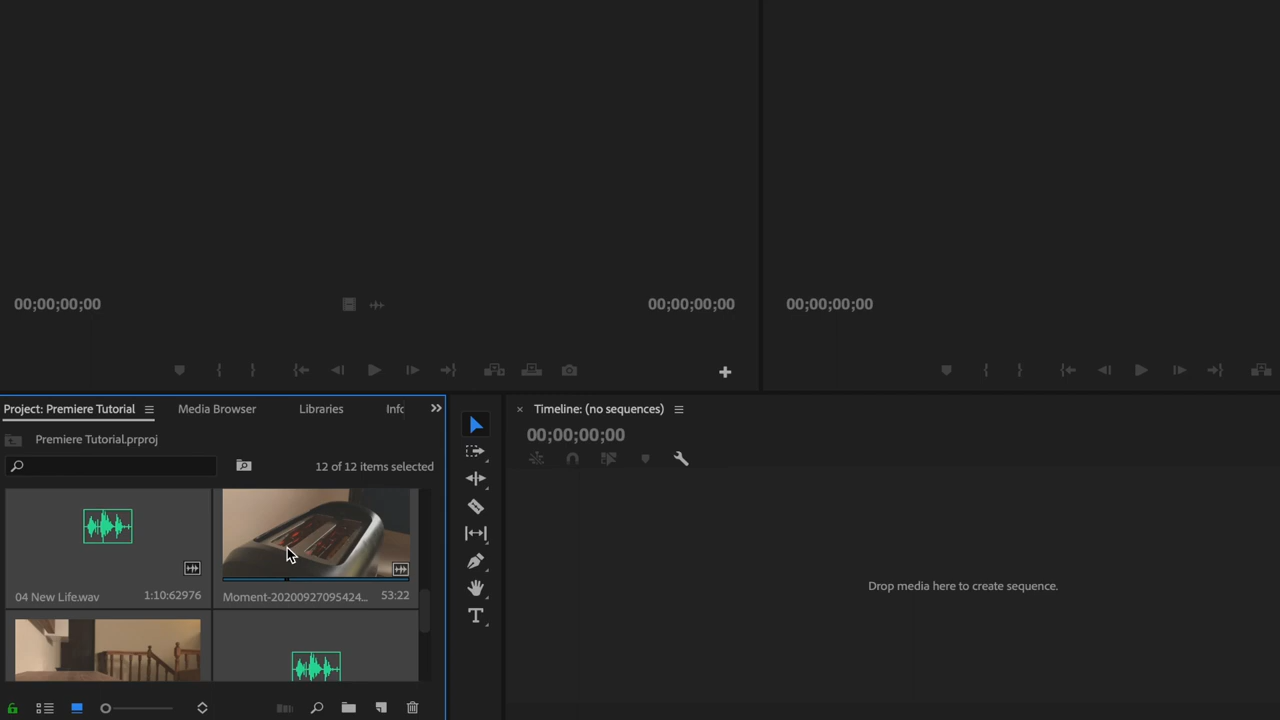 00;00;00;00
00;00;00;00
00;00;00;00
Project: Premiere Tutorial
Media Browser
Libraries
Info
Premiere Tutorial.prproj
12 of 12 items selected
04 New Life.wav
1:10:62976
Moment-20200927095424...
53:22
Timeline: (no sequences)
00;00;00;00
Drop media here to create sequence.
T